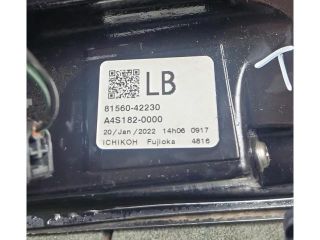 LB
81560-42230
A4S182-0000
20/Jan/2022 14h06 0917
ICHIKOH Fujioka 4816
T